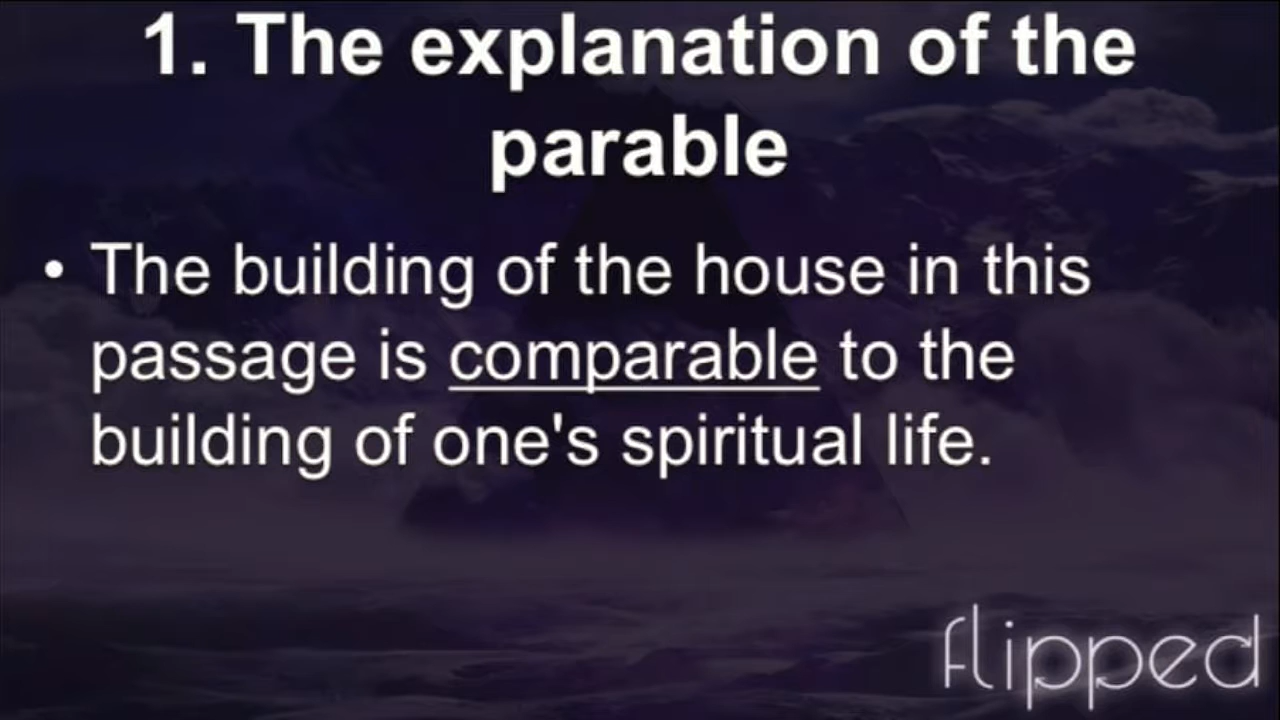 1. The explanation of the
parable
• The building of the house in this
passage is comparable to the
building of one's spiritual life.
flipped